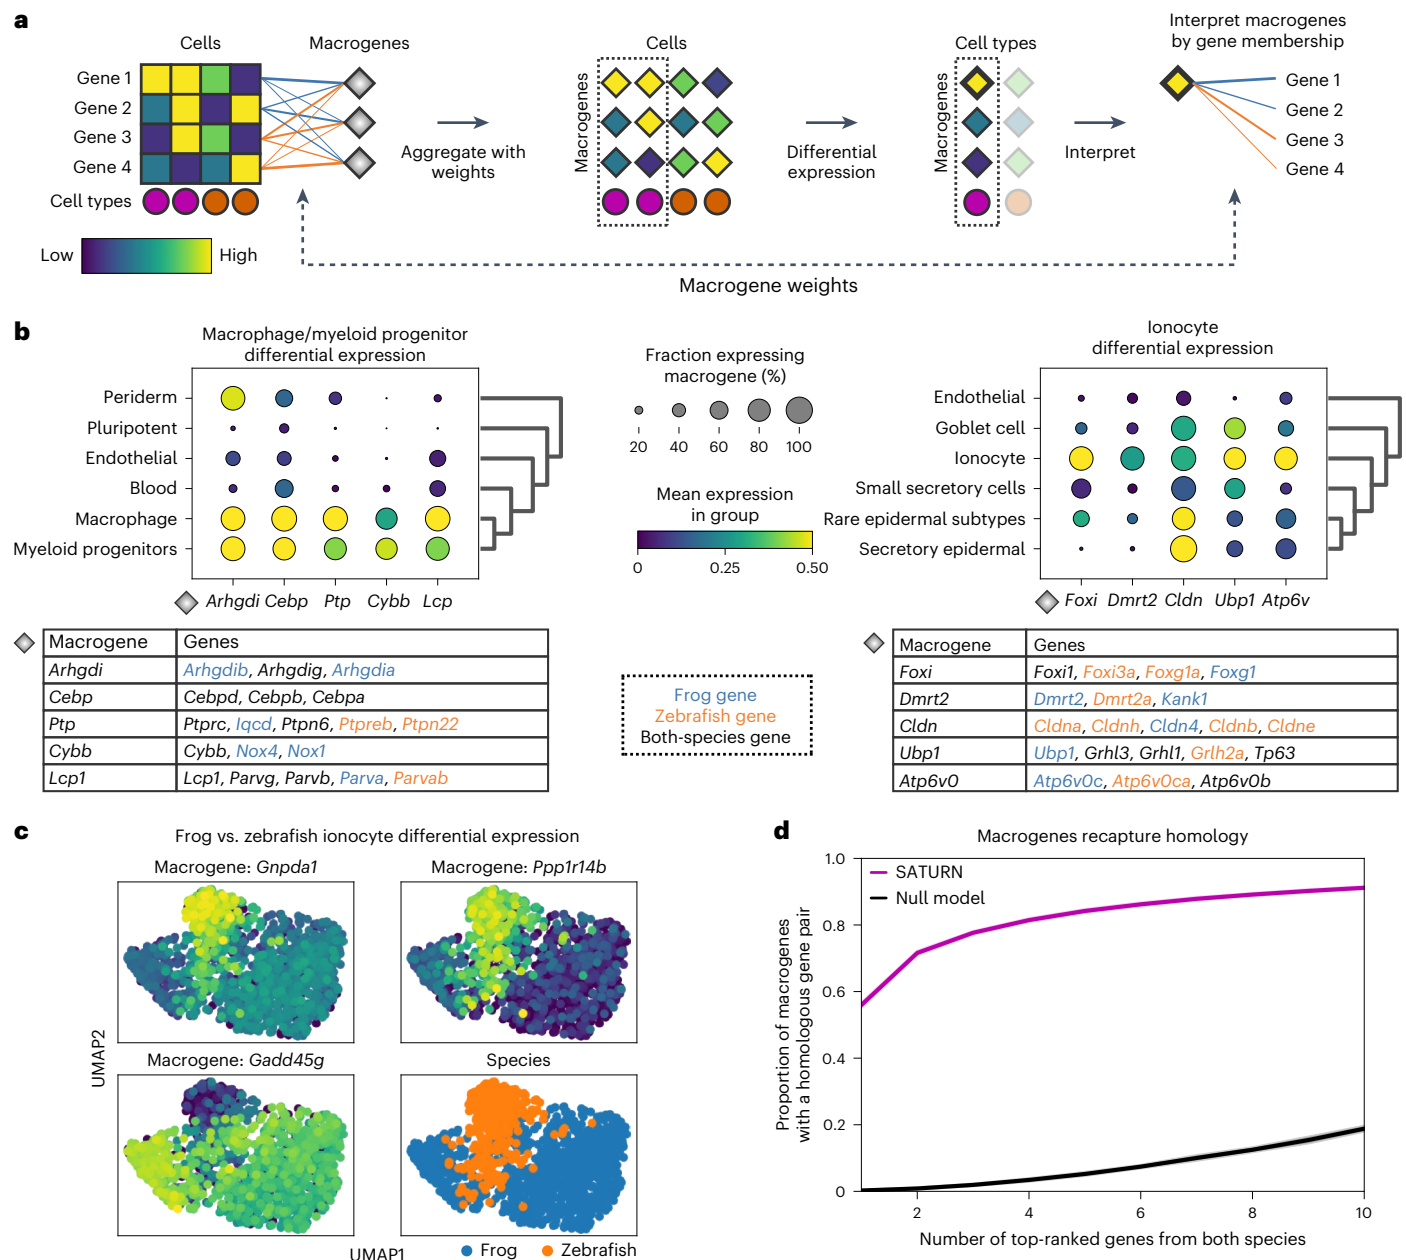 a
Cells
Macrogenes
Gene 1
Gene 2
Gene 3
Gene 4
Cell types
Low
High
Aggregate with
weights
Cells
Macrogenes
Differential
expression
Cell types
Macrogenes
Interpret
Interpret macrogenes
by gene membership
Gene 1
Gene 2
Gene 3
Gene 4
Macrogene weights
b
Macrophage/myeloid progenitor
differential expression
Periderm
Pluripotent
Endothelial
Blood
Macrophage
Myeloid progenitors
Arhgdi Cebp Ptp Cybb Lcp
Fraction expressing
macrogene (%)
20 40 60 80 100
Mean expression
in group
0 0.25 0.50
Ionocyte
differential expression
Endothelial
Goblet cell
Ionocyte
Small secretory cells
Rare epidermal subtypes
Secretory epidermal
Foxi Dmrt2 Cldn Ubp1 Atp6v
Macrogene Genes
Arhgdi Arhgdib, Arhgdig, Arhgdia
Cebp Cebpd, Cebpb, Cebpa
Ptp Ptprc, Iqcd, Ptpn6, Ptpreb, Ptpn22
Cybb Cybb, Nox4, Nox1
Lcp1 Lcp1, Parvg, Parvb, Parva, Parvab
Frog gene
Zebrafish gene
Both-species gene
Macrogene Genes
Foxi Foxi1, Foxi3a, Foxg1a, Foxg1
Dmrt2 Dmrt2, Dmrt2a, Kank1
Cldn Cldna, Cldnh, Cldn4, Cldnb, Cldne
Ubp1 Ubp1, Grhl3, Grhl1, Grlh2a, Tp63
Atp6v0 Atp6v0c, Atp6v0ca, Atp6v0b
c
Frog vs. zebrafish ionocyte differential expression
Macrogene: Gnpda1
Macrogene: Ppp1r14b
Macrogene: Gadd45g
Species
UMAP2
UMAP1
Frog
Zebrafish
d
Macrogenes recapture homology
SATURN
Null model
Proportion of macrogenes
with a homologous gene pair
1.0
0.8
0.6
0.4
0.2
0
2 4 6 8 10
Number of top-ranked genes from both species